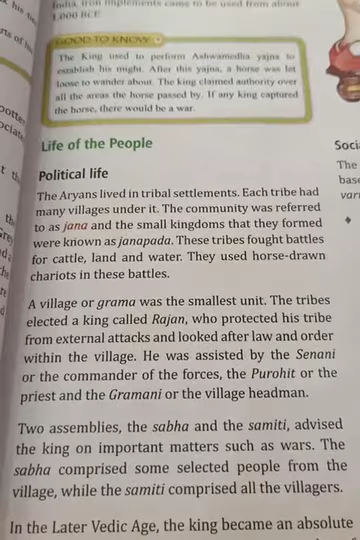 India, iron implements came to be used from about
1,000 BCE
GOOD TO KNOW
The King used to perform Ashwamedha yajna to
establish his might. After this yajna, a horse was let
loose to wander about. The king claimed authority over
all the areas the horse passed by. If any king captured
the horse, there would be a war.
Life of the People
Political life
The Aryans lived in tribal settlements. Each tribe had
many villages under it. The community was referred
to as jana and the small kingdoms that they formed
were known as janapada. These tribes fought battles
for cattle, land and water. They used horse-drawn
chariots in these battles.
A village or grama was the smallest unit. The tribes
elected a king called Rajan, who protected his tribe
from external attacks and looked after law and order
within the village. He was assisted by the Senani
or the commander of the forces, the Purohit or the
priest and the Gramani or the village headman.
Two assemblies, the sabha and the samiti, advised
the king on important matters such as wars. The
sabha comprised some selected people from the
village, while the samiti comprised all the villagers.
In the Later Vedic Age, the king became an absolute
Soci
The
base
var